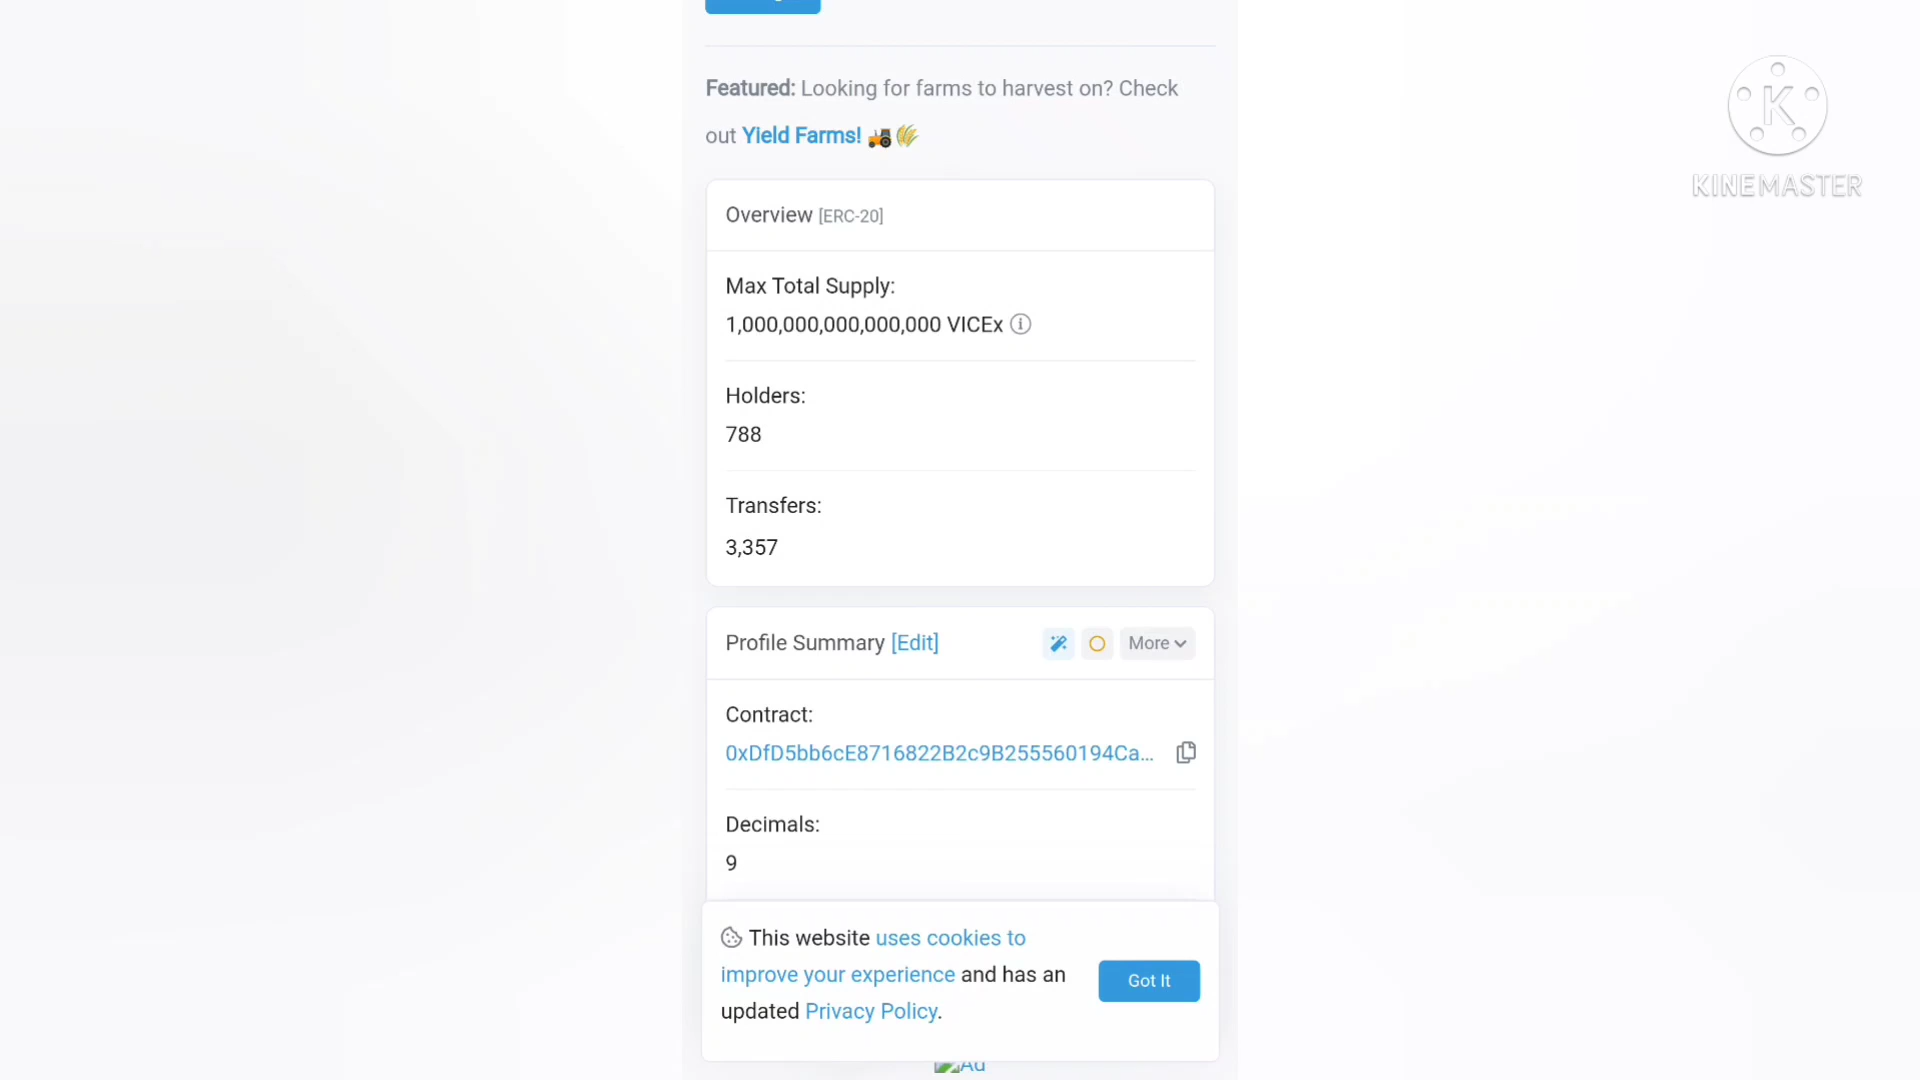 Featured: Looking for farms to harvest on? Check
out Yield Farms!
KINEMASTER
Overview [ERC-20]
Max Total Supply:
1,000,000,000,000,000 VICEx
Holders:
788
Transfers:
3,357
Profile Summary [Edit]
More
Contract:
0xDfD5bb6cE8716822B2c9B255560194Ca...
Decimals:
9
This website uses cookies to
improve your experience and has an
updated Privacy Policy.
Got It
Ad